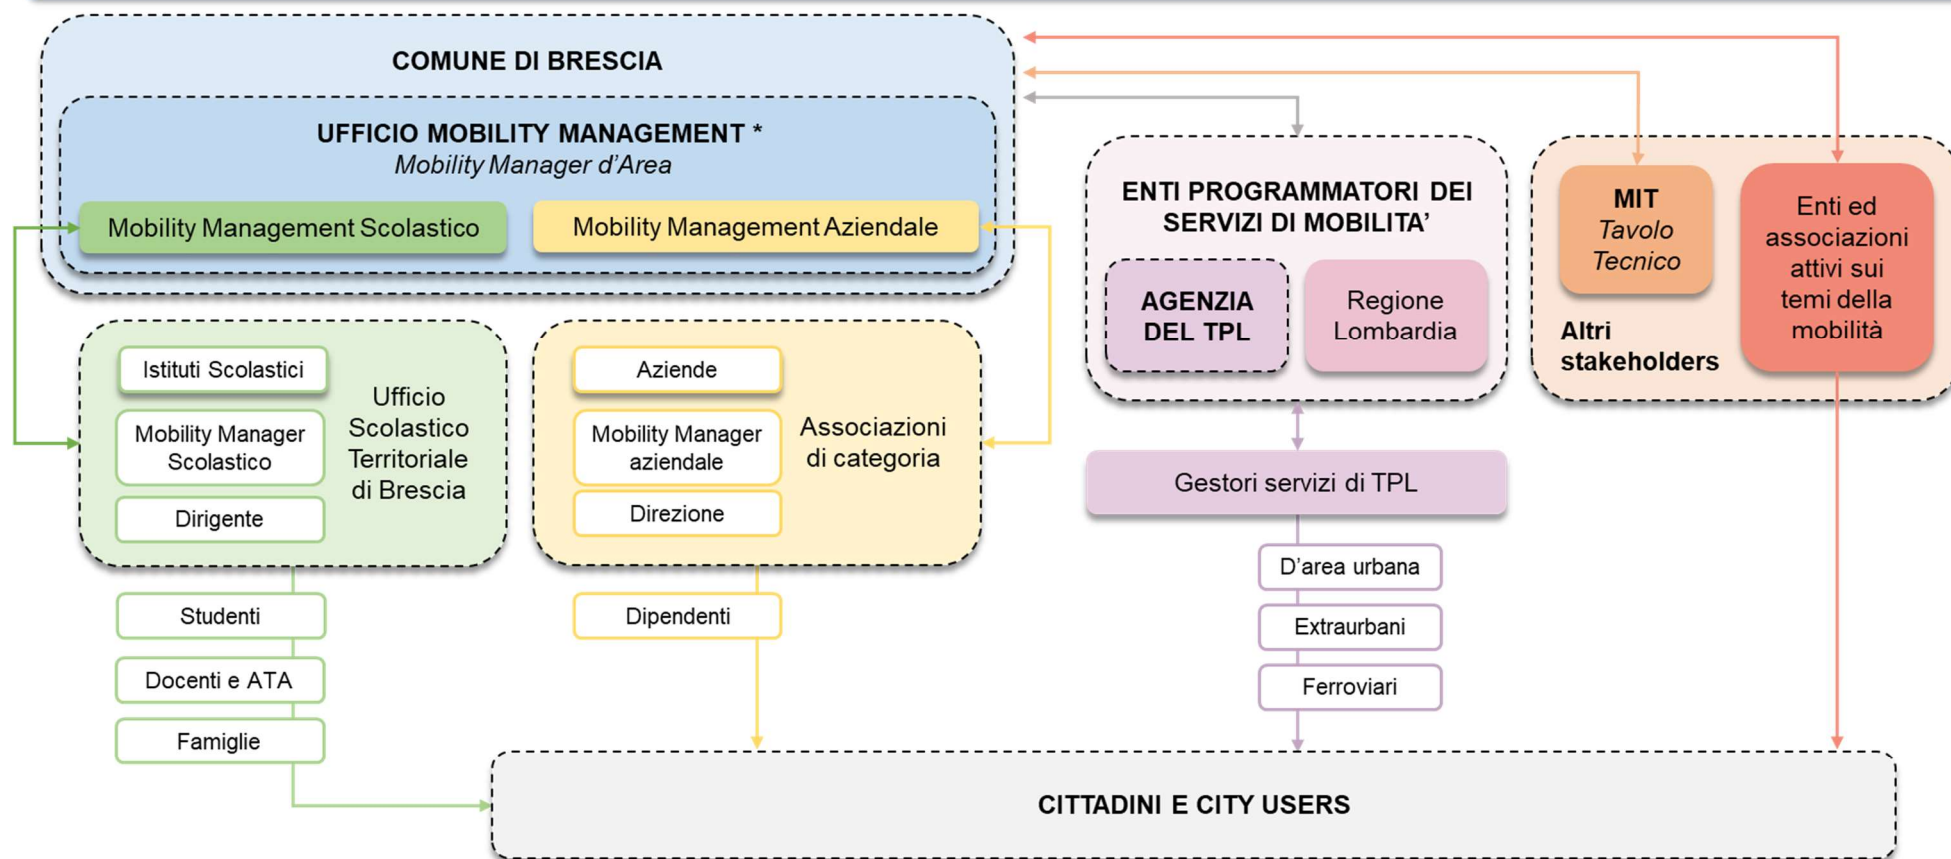 COMUNE DI BRESCIA
UFFICIO MOBILITY MANAGEMENT *
Mobility Manager d'Area
Mobility Management Scolastico
Mobility Management Aziendale
Istituti Scolastici
Mobility Manager
Scolastico
Dirigente
Ufficio
Scolastico
Territoriale
di Brescia
Studenti
Docenti e ATA
Famiglie
Aziende
Mobility Manager
aziendale
Direzione
Associazioni
di categoria
Dipendenti
ENTI PROGRAMMATORI DEI
SERVIZI DI MOBILITA'
AGENZIA
DEL TPL
Regione
Lombardia
Gestori servizi di TPL
D'area urbana
Extraurbani
Ferroviari
MIT
Tavolo
Tecnico
Altri
stakeholders
Enti ed
associazioni
attivi sui
temi della
mobilità
CITTADINI E CITY USERS